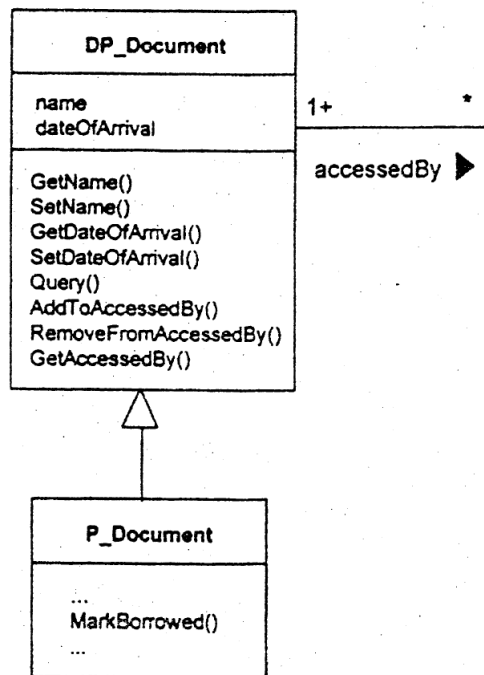 DP_Document
name
dateOfArrival
1+ *
accessedBy
GetName()
SetName()
GetDateOfArrival()
SetDateOfArrival()
Query()
AddToAccessedBy()
RemoveFromAccessedBy()
GetAccessedBy()
P_Document
...
MarkBorrowed()
...